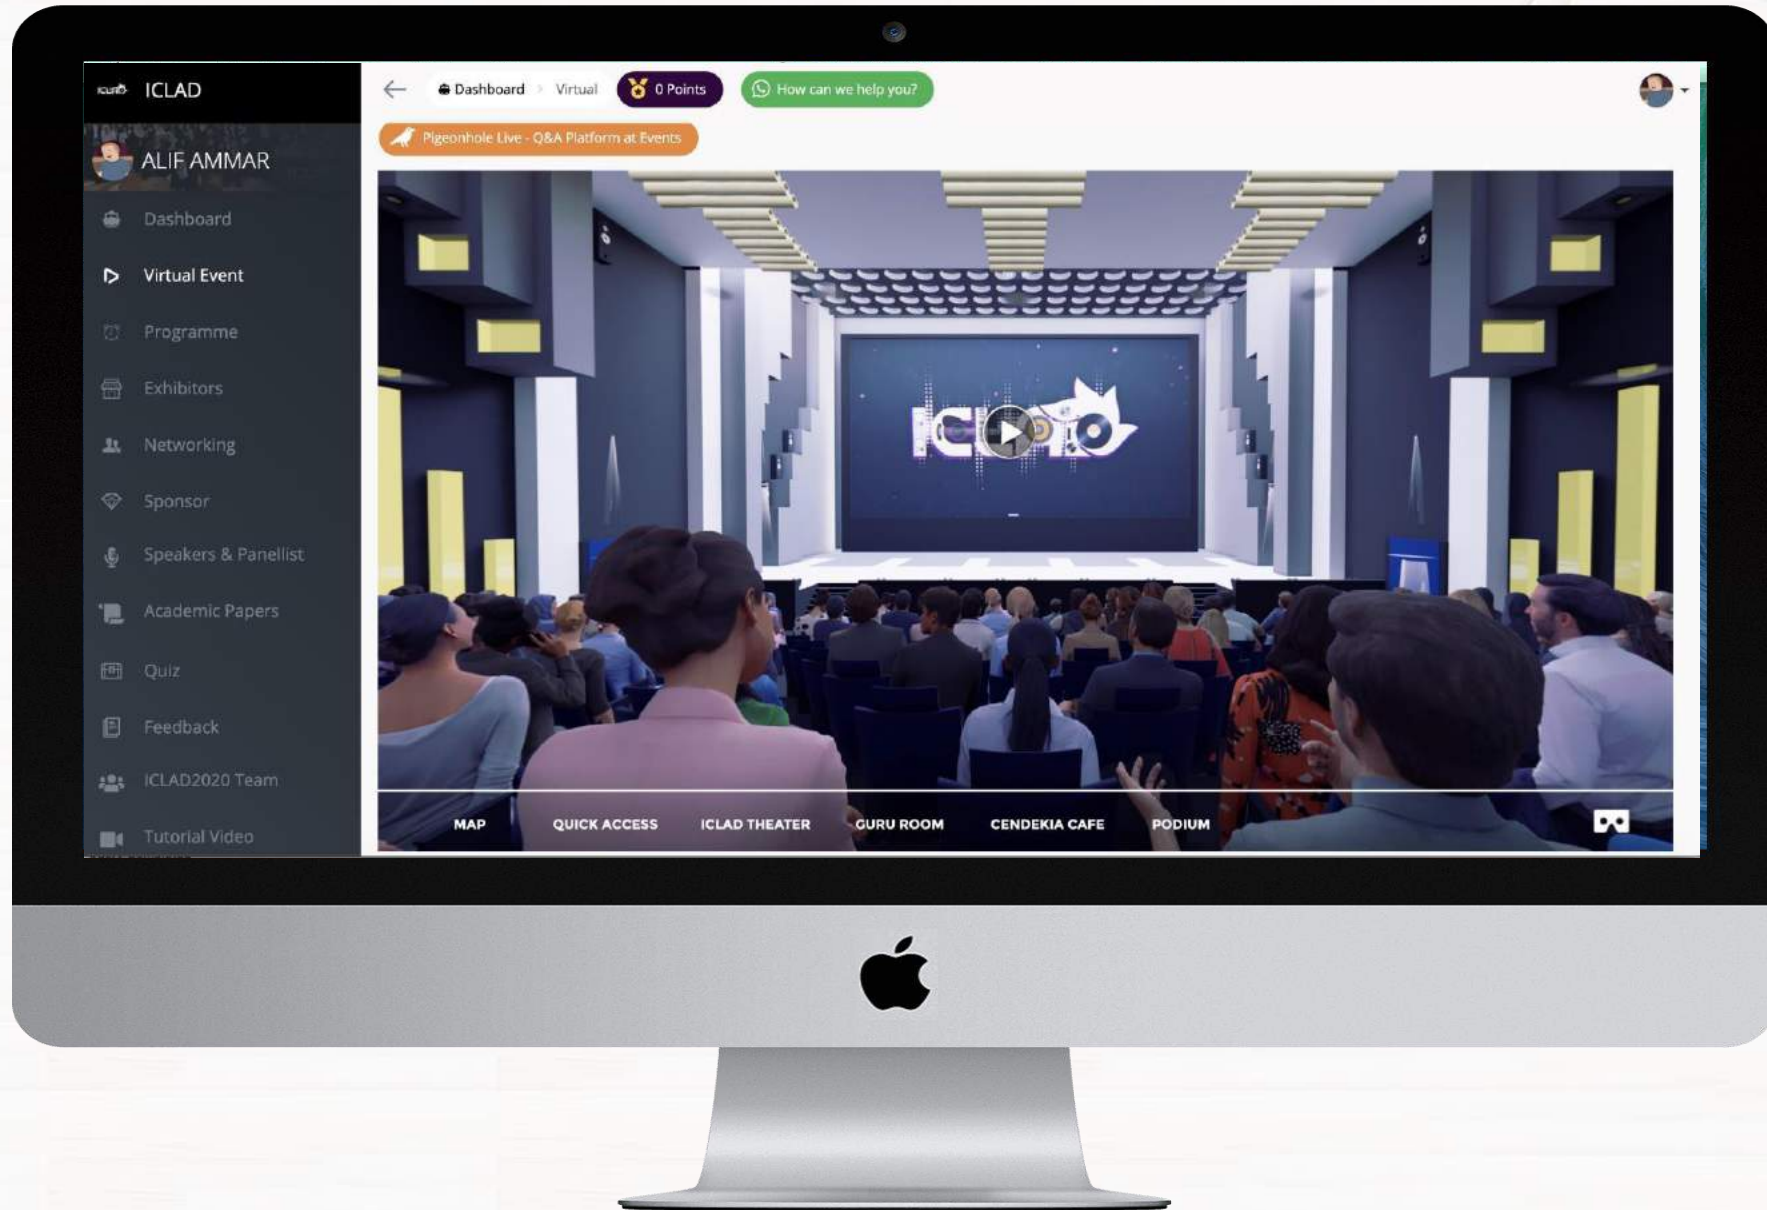 ICLAD
ALIF AMMAR
Dashboard
Virtual Event
Programme
Exhibitors
Networking
Sponsor
Speakers & Panellist
Academic Papers
Quiz
Feedback
ICLAD2020 Team
Tutorial Video
Dashboard Virtual 0 Points How can we help you?
Pigeonhole Live - Q&A Platform at Events
MAP QUICK ACCESS ICLAD THEATER GURU ROOM CENDEKIA CAFE PODIUM